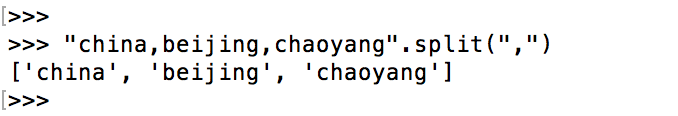 [>>>
>>> "china,beijing,chaoyang".split(",")
['china', 'beijing', 'chaoyang']
[>>>